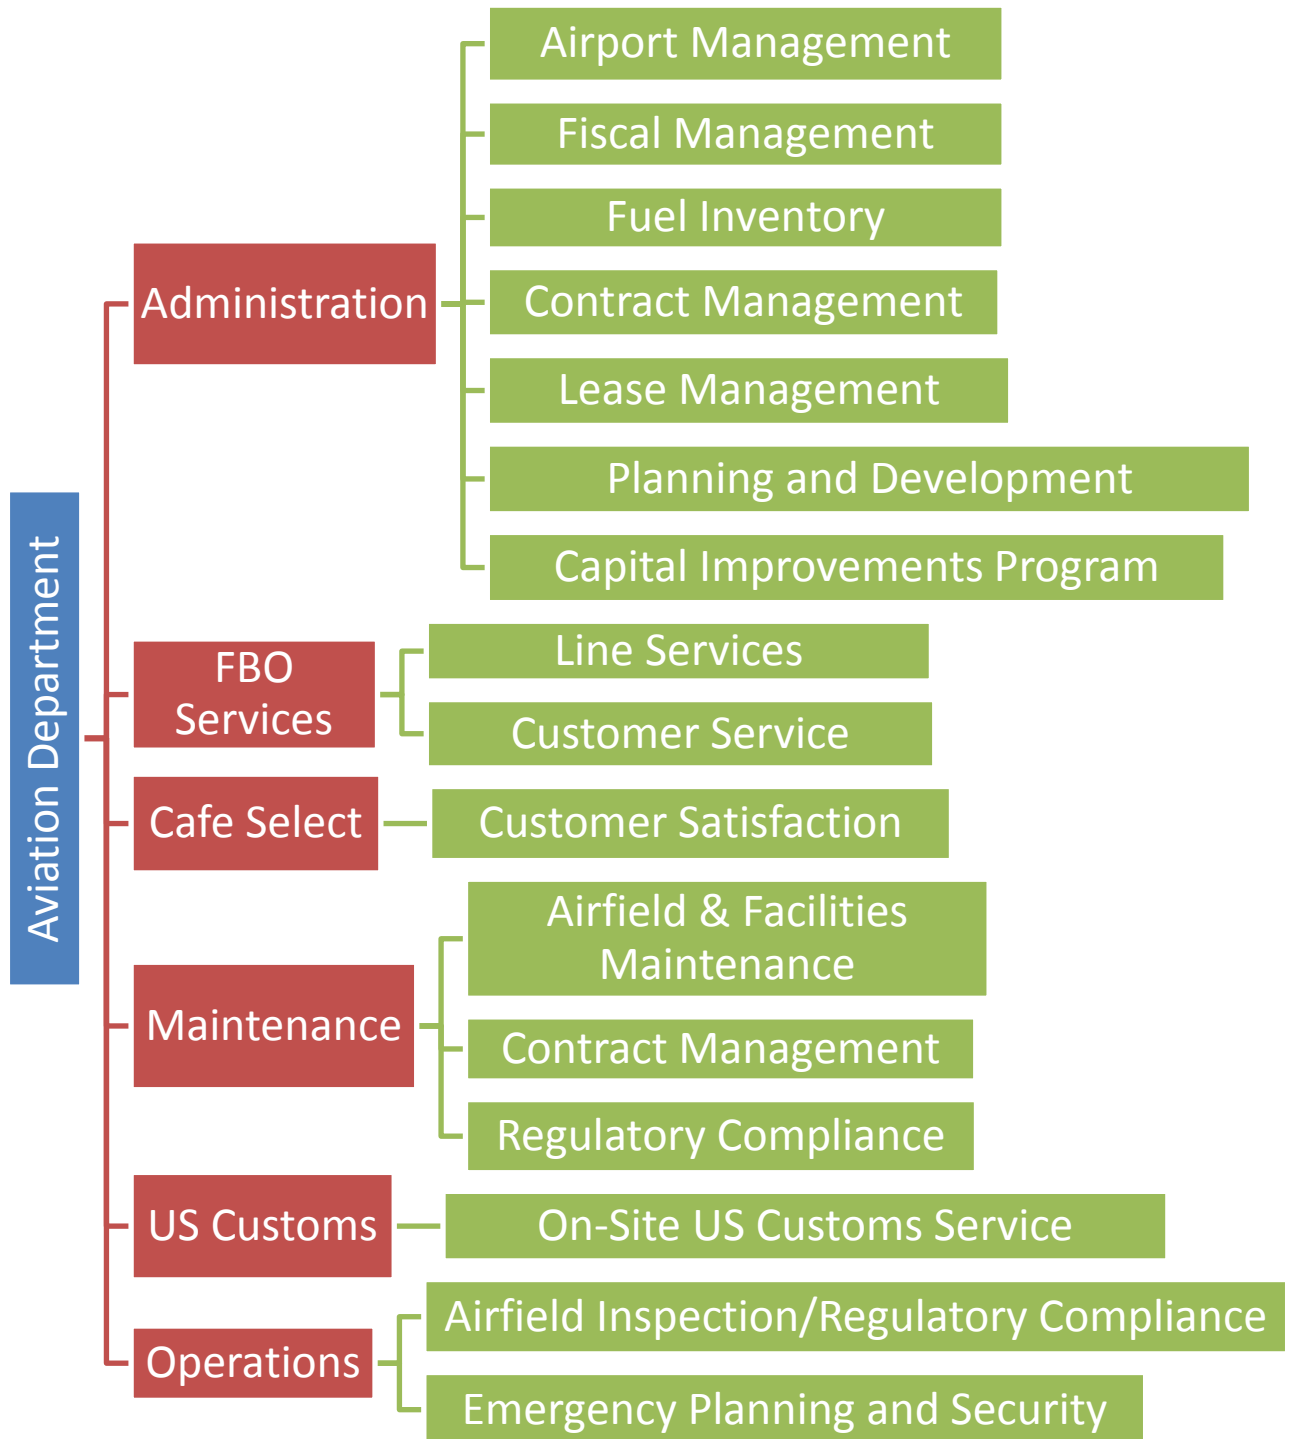 Aviation Department
Administration
Airport Management
Fiscal Management
Fuel Inventory
Contract Management
Lease Management
Planning and Development
Capital Improvements Program
FBO
Services
Line Services
Customer Service
Cafe Select
Customer Satisfaction
Maintenance
Airfield & Facilities
Maintenance
Contract Management
Regulatory Compliance
US Customs
On-Site US Customs Service
Operations
Airfield Inspection/Regulatory Compliance
Emergency Planning and Security